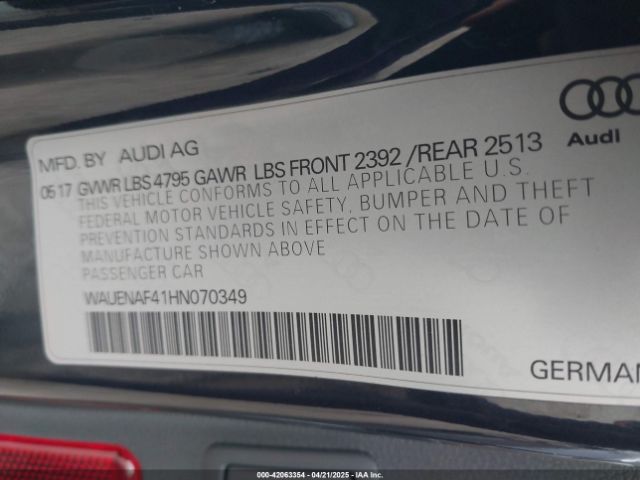 MFD.BY AUDI AG
Audi
0517 GVWR LBS 4795 GAWR LBS FRONT 2392 /REAR 2513
THIS VEHICLE CONFORMS TO ALL APPLICABLE U.S.
FEDERAL MOTOR VEHICLE SAFETY, BUMPER AND THEFT
PREVENTION STANDARDS IN EFFECT ON THE DATE OF
MANUFACTURE SHOWN ABOVE
PASSENGER CAR
WAUENAF41HN070349
GERMAN
000-42063354 - 04/21/2025 - IAA Inc.